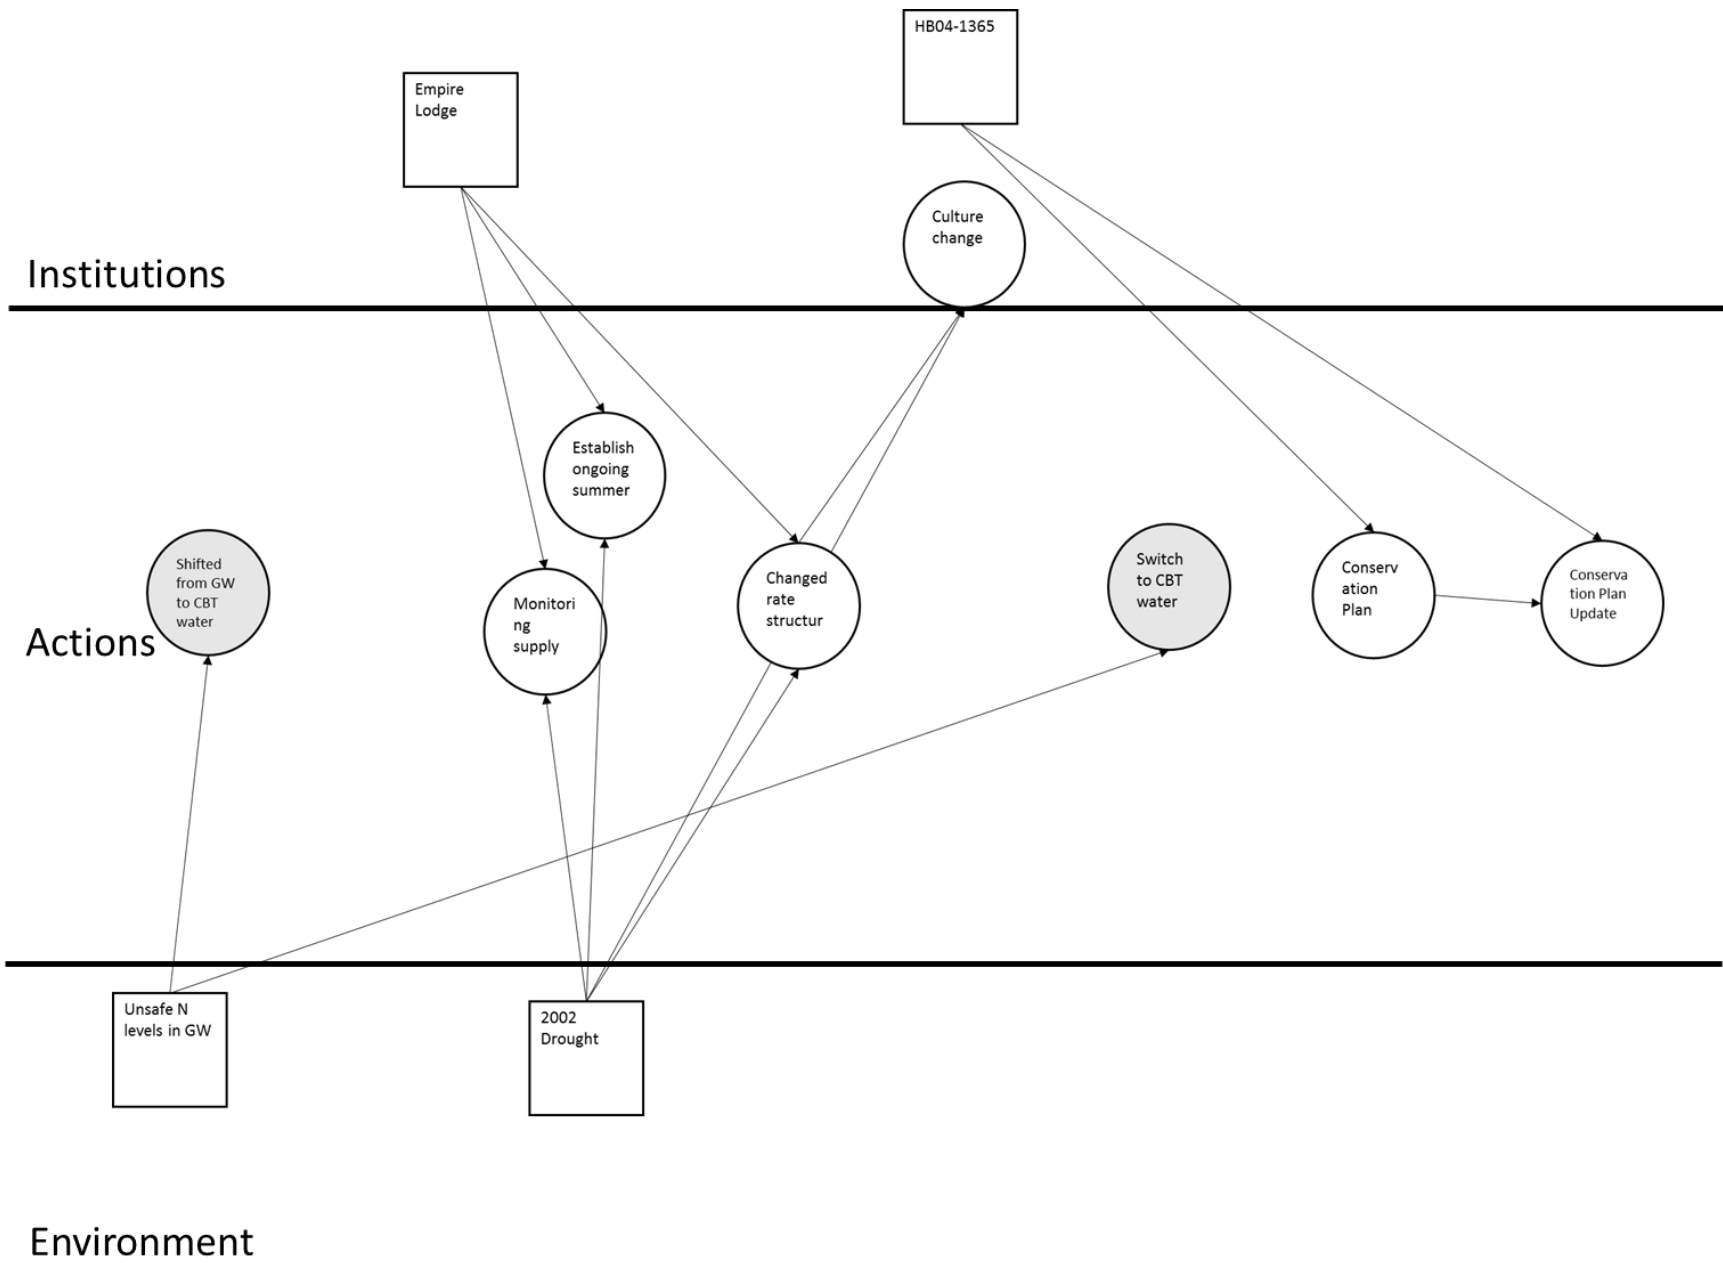 HB04-1365
Empire
Lodge
Culture
change
Institutions
Establish
ongoing
summer
Shifted
from GW
to CBT
water
Monitori
ng
supply
Changed
rate
structur
Switch
to CBT
water
Conserv
ation
Plan
Conserva
tion Plan
Update
Actions
Unsafe N
levels in GW
2002
Drought
Environment